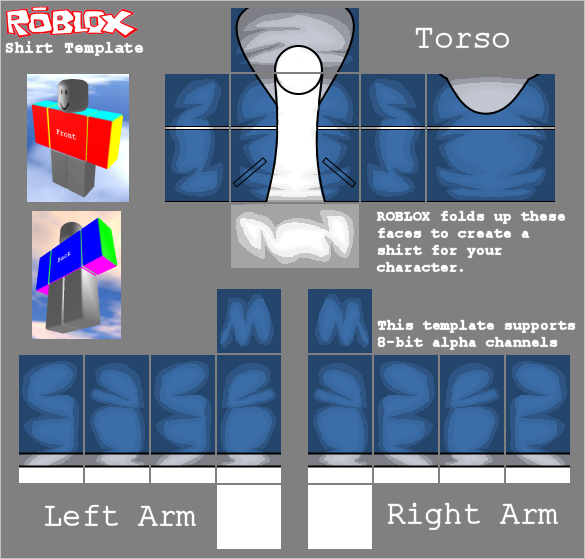 ROBLOX
Shirt Template
Torso
Front
Back
ROBLOX folds up these
faces to create a
shirt for your
character.
This template supports
8-bit alpha channels
Left Arm
Right Arm